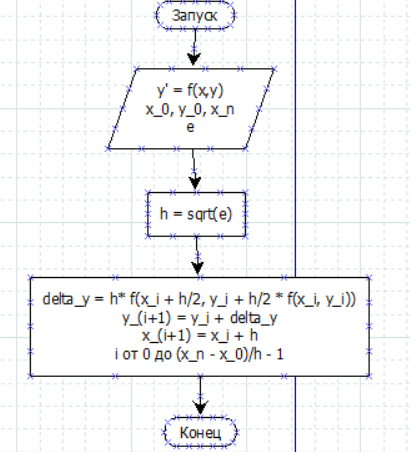 Запуск
y' = f(x,y)
x_0, y_0, x_n
e
h = sqrt(e)
delta_y = h* f(x_i + h/2, y_i + h/2 * f(x_i, y_i))
y_(i+1) = y_i + delta_y
x_(i+1) = x_i + h
i от 0 до (x_n - x_0)/h - 1
Конец